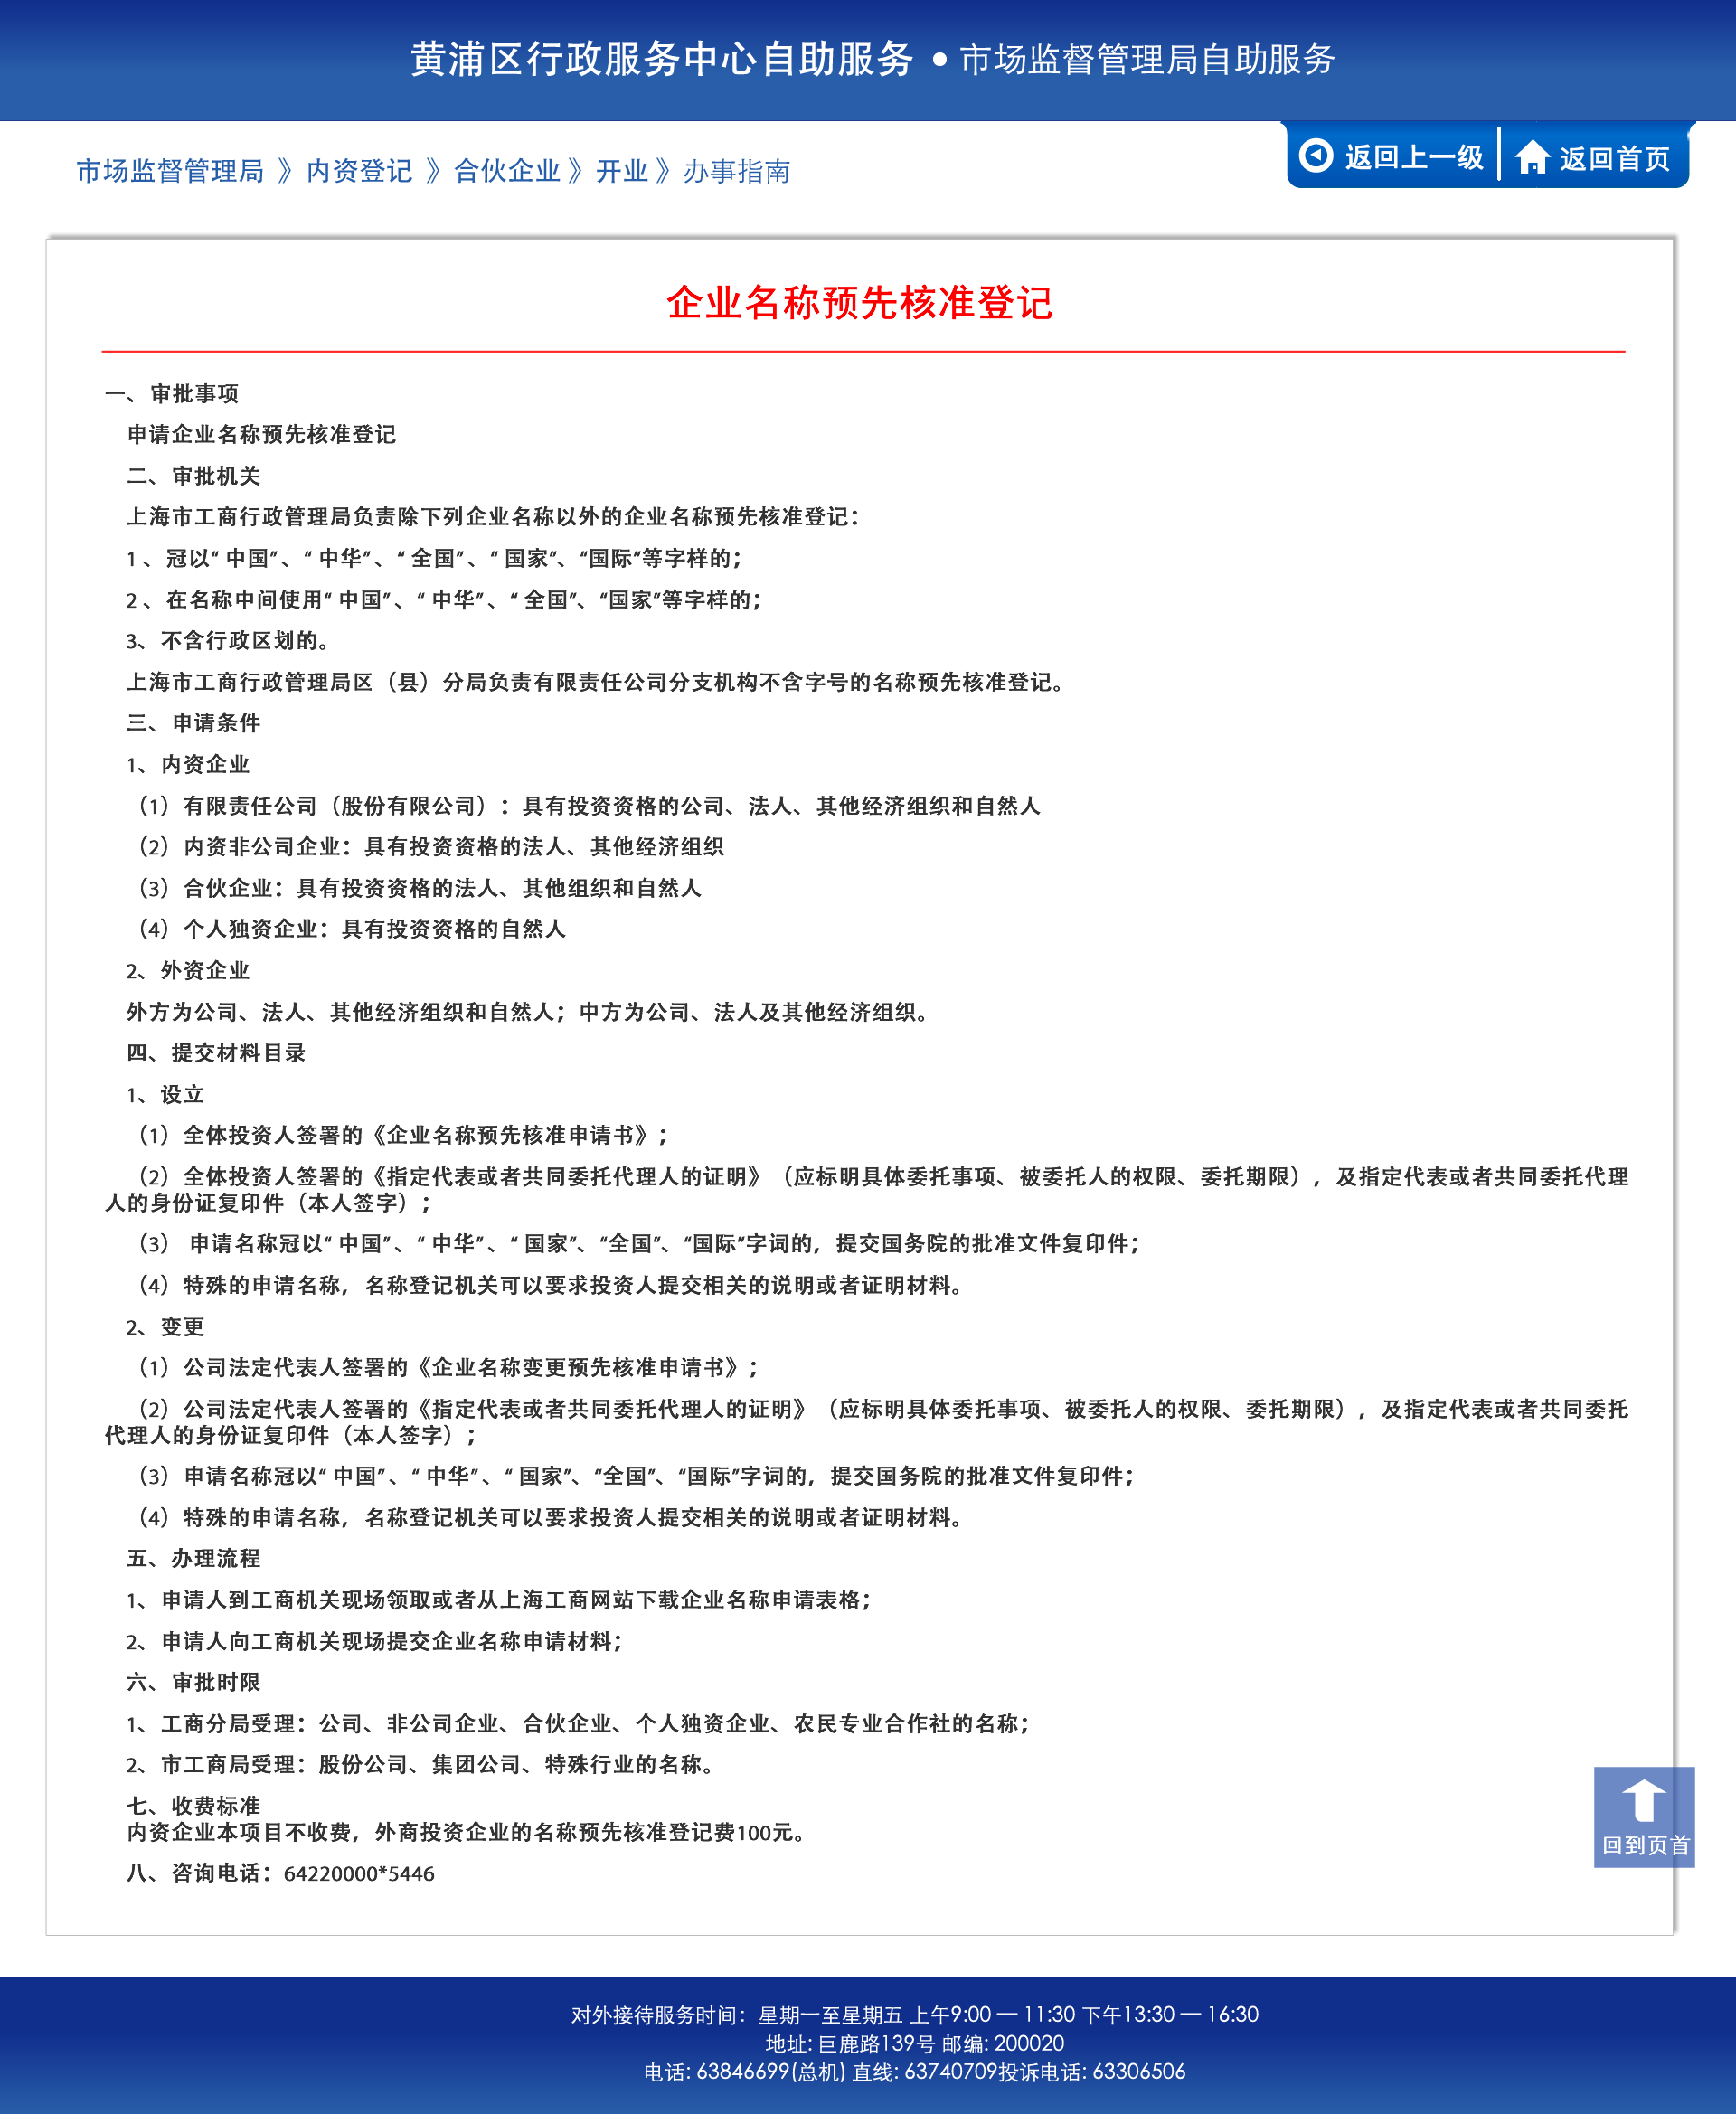 黄浦区行政服务中心自助服务 • 市场监督管理局自助服务
市场监督管理局 》内资登记 》合伙企业 》开业 》办事指南
返回上一级 返回首页
企业名称预先核准登记
一、审批事项
申请企业名称预先核准登记
二、审批机关
上海市工商行政管理局负责除下列企业名称以外的企业名称预先核准登记：
1 、冠以“ 中国”、“ 中华”、“ 全国”、“ 国家”、“国际”等字样的；
2 、在名称中间使用“ 中国”、“ 中华”、“ 全国”、“国家”等字样的；
3、不含行政区划的。
上海市工商行政管理局区（县）分局负责有限责任公司分支机构不含字号的名称预先核准登记。
三、申请条件
1、内资企业
（1）有限责任公司（股份有限公司）：具有投资资格的公司、法人、其他经济组织和自然人
（2）内资非公司企业：具有投资资格的法人、其他经济组织
（3）合伙企业：具有投资资格的法人、其他组织和自然人
（4）个人独资企业：具有投资资格的自然人
2、外资企业
外方为公司、法人、其他经济组织和自然人；中方为公司、法人及其他经济组织。
四、提交材料目录
1、设立
（1）全体投资人签署的《企业名称预先核准申请书》；
（2）全体投资人签署的《指定代表或者共同委托代理人的证明》（应标明具体委托事项、被委托人的权限、委托期限），及指定代表或者共同委托代理
人的身份证复印件（本人签字）；
（3） 申请名称冠以“ 中国”、“ 中华”、“ 国家”、“全国”、“国际”字词的，提交国务院的批准文件复印件；
（4）特殊的申请名称，名称登记机关可以要求投资人提交相关的说明或者证明材料。
2、变更
（1）公司法定代表人签署的《企业名称变更预先核准申请书》；
（2）公司法定代表人签署的《指定代表或者共同委托代理人的证明》（应标明具体委托事项、被委托人的权限、委托期限），及指定代表或者共同委托
代理人的身份证复印件（本人签字）；
（3）申请名称冠以“ 中国”、“ 中华”、“ 国家”、“全国”、“国际”字词的，提交国务院的批准文件复印件；
（4）特殊的申请名称，名称登记机关可以要求投资人提交相关的说明或者证明材料。
五、办理流程
1、申请人到工商机关现场领取或者从上海工商网站下载企业名称申请表格；
2、申请人向工商机关现场提交企业名称申请材料；
六、审批时限
1、工商分局受理：公司、非公司企业、合伙企业、个人独资企业、农民专业合作社的名称；
2、市工商局受理：股份公司、集团公司、特殊行业的名称。
七、收费标准
内资企业本项目不收费，外商投资企业的名称预先核准登记费100元。
八、咨询电话：64220000*5446
回到页首
对外接待服务时间：星期一至星期五 上午9:00 — 11:30 下午13:30 — 16:30
地址: 巨鹿路139号 邮编: 200020
电话: 63846699(总机) 直线: 63740709投诉电话: 63306506